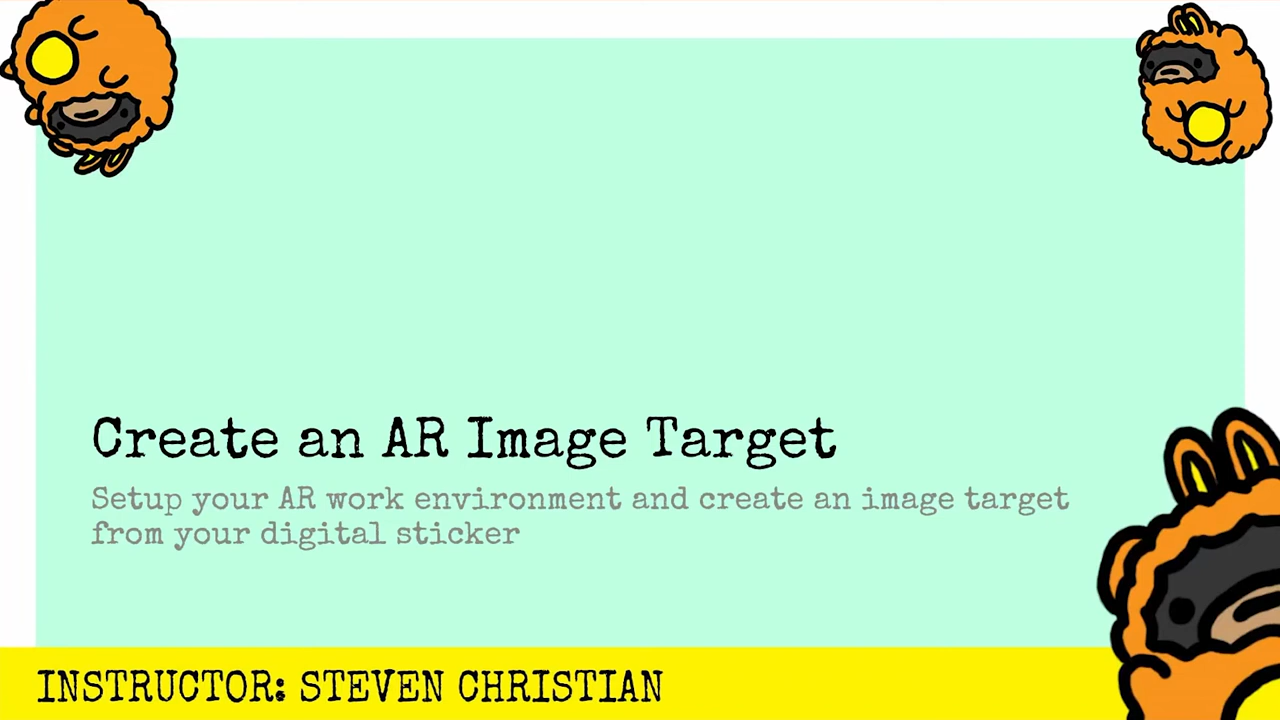 Create an AR Image Target
Setup your AR work environment and create an image target
from your digital sticker
INSTRUCTOR: STEVEN CHRISTIAN